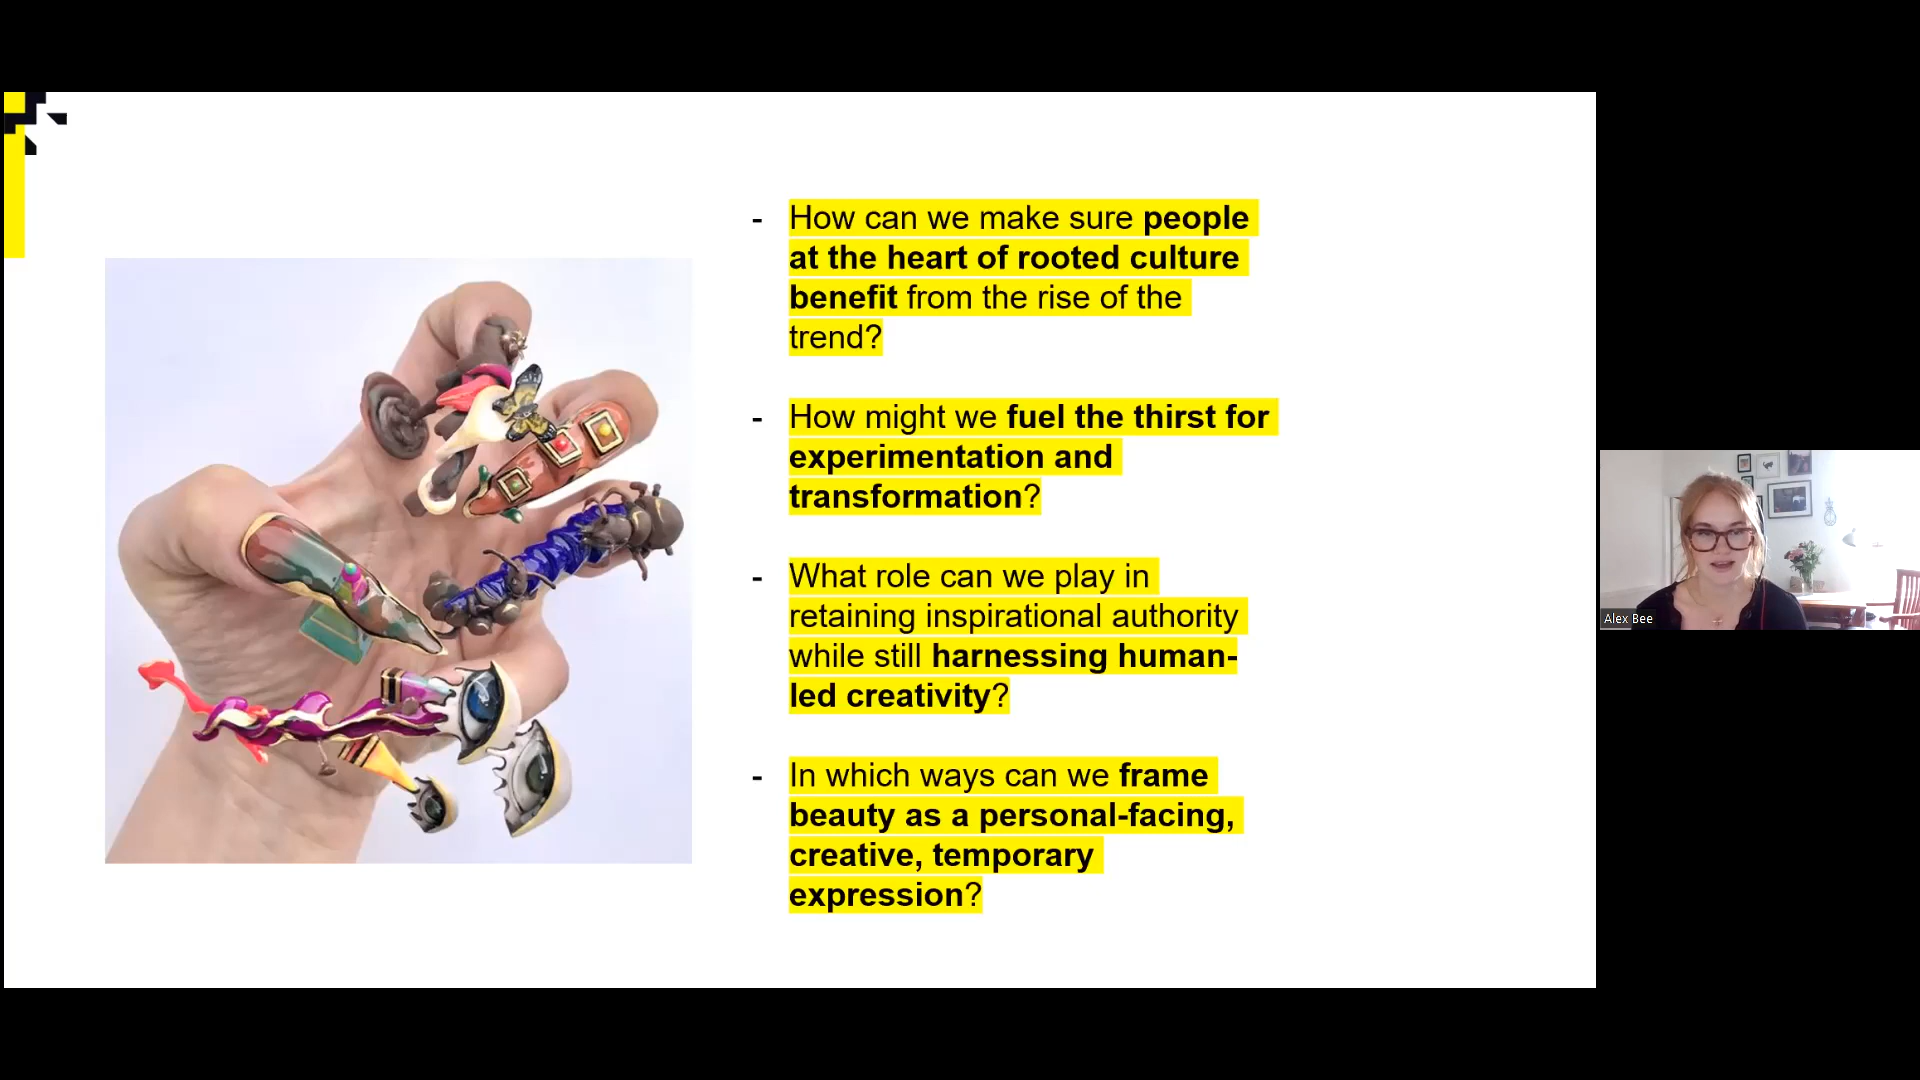 - How can we make sure people
at the heart of rooted culture
benefit from the rise of the
trend?
- How might we fuel the thirst for
experimentation and
transformation?
- What role can we play in
retaining inspirational authority
while still harnessing human-
led creativity?
- In which ways can we frame
beauty as a personal-facing,
creative, temporary
expression?
Alex Bee